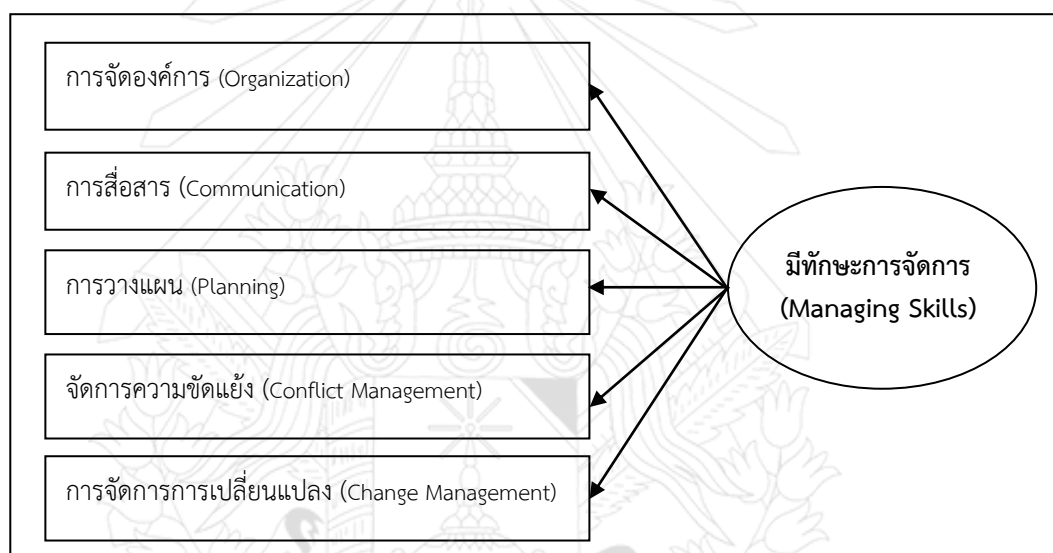 การจัดองค์การ (Organization)
การสื่อสาร (Communication)
การวางแผน (Planning)
จัดการความขัดแย้ง (Conflict Management)
การจัดการการเปลี่ยนแปลง (Change Management)
มีทักษะการจัดการ
(Managing Skills)